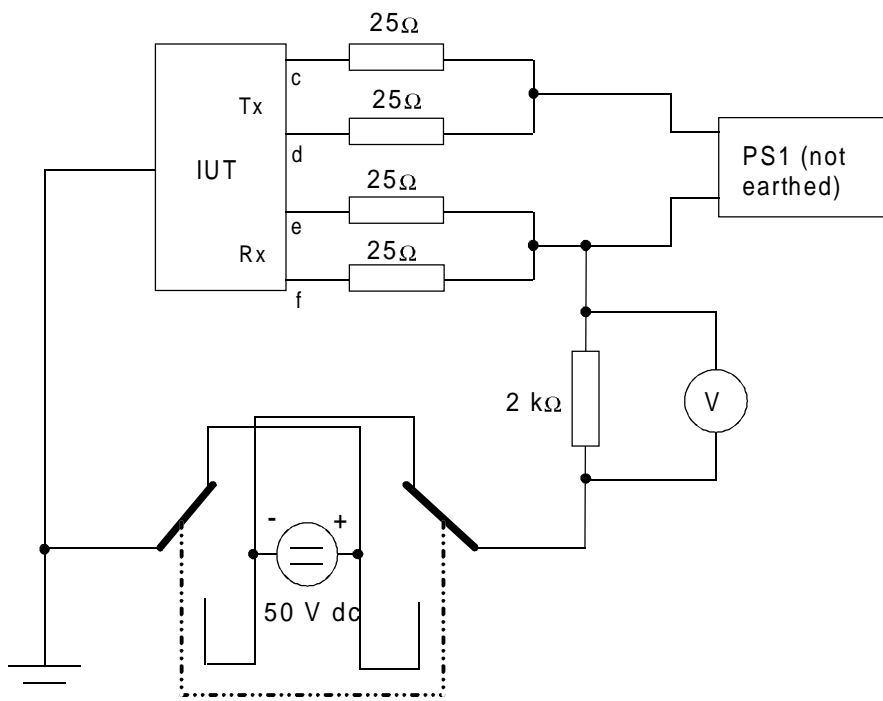 25Ω
c
Tx
25Ω
d
PS1 (not
earthed)
IUT
25Ω
e
Rx
25Ω
f
2 kΩ
V
- +
50 V dc